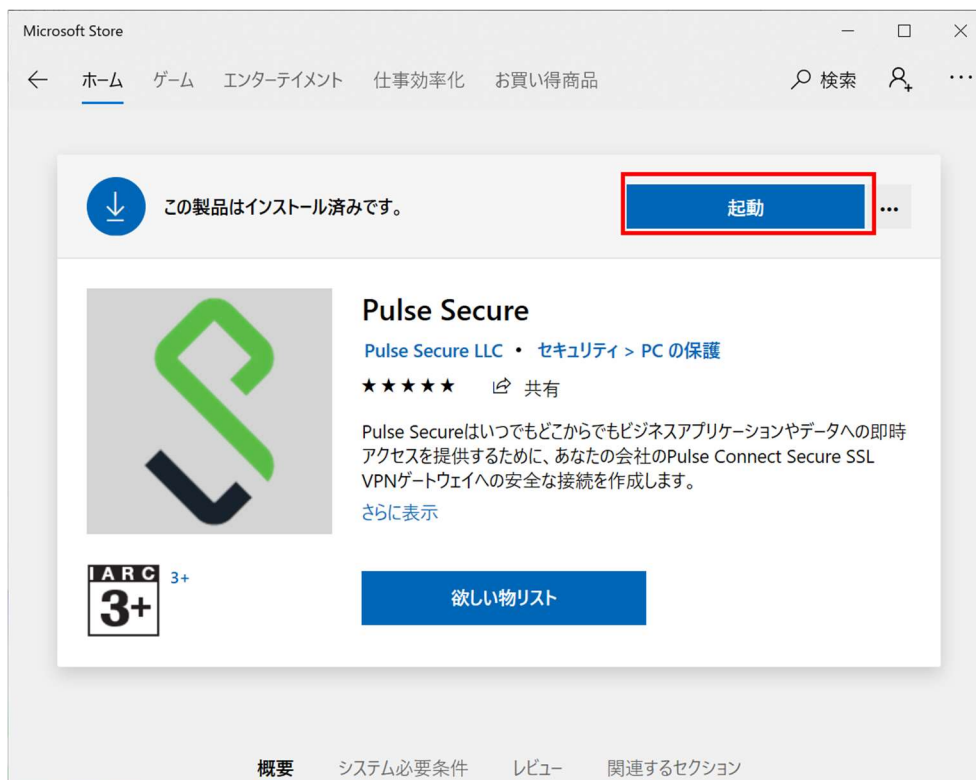 Microsoft Store
ホーム ゲーム エンターテイメント 仕事効率化 お買い得商品 検索
この製品はインストール済みです。
起動
Pulse Secure
Pulse Secure LLC • セキュリティ > PC の保護
共有
Pulse Secureはいつでもどこからでもビジネスアプリケーションやデータへの即時
アクセスを提供するために、あなたの会社のPulse Connect Secure SSL
VPNゲートウェイへの安全な接続を作成します。
さらに表示
IARC
3+
3+
欲しい物リスト
概要 システム必要条件 レビュー 関連するセクション